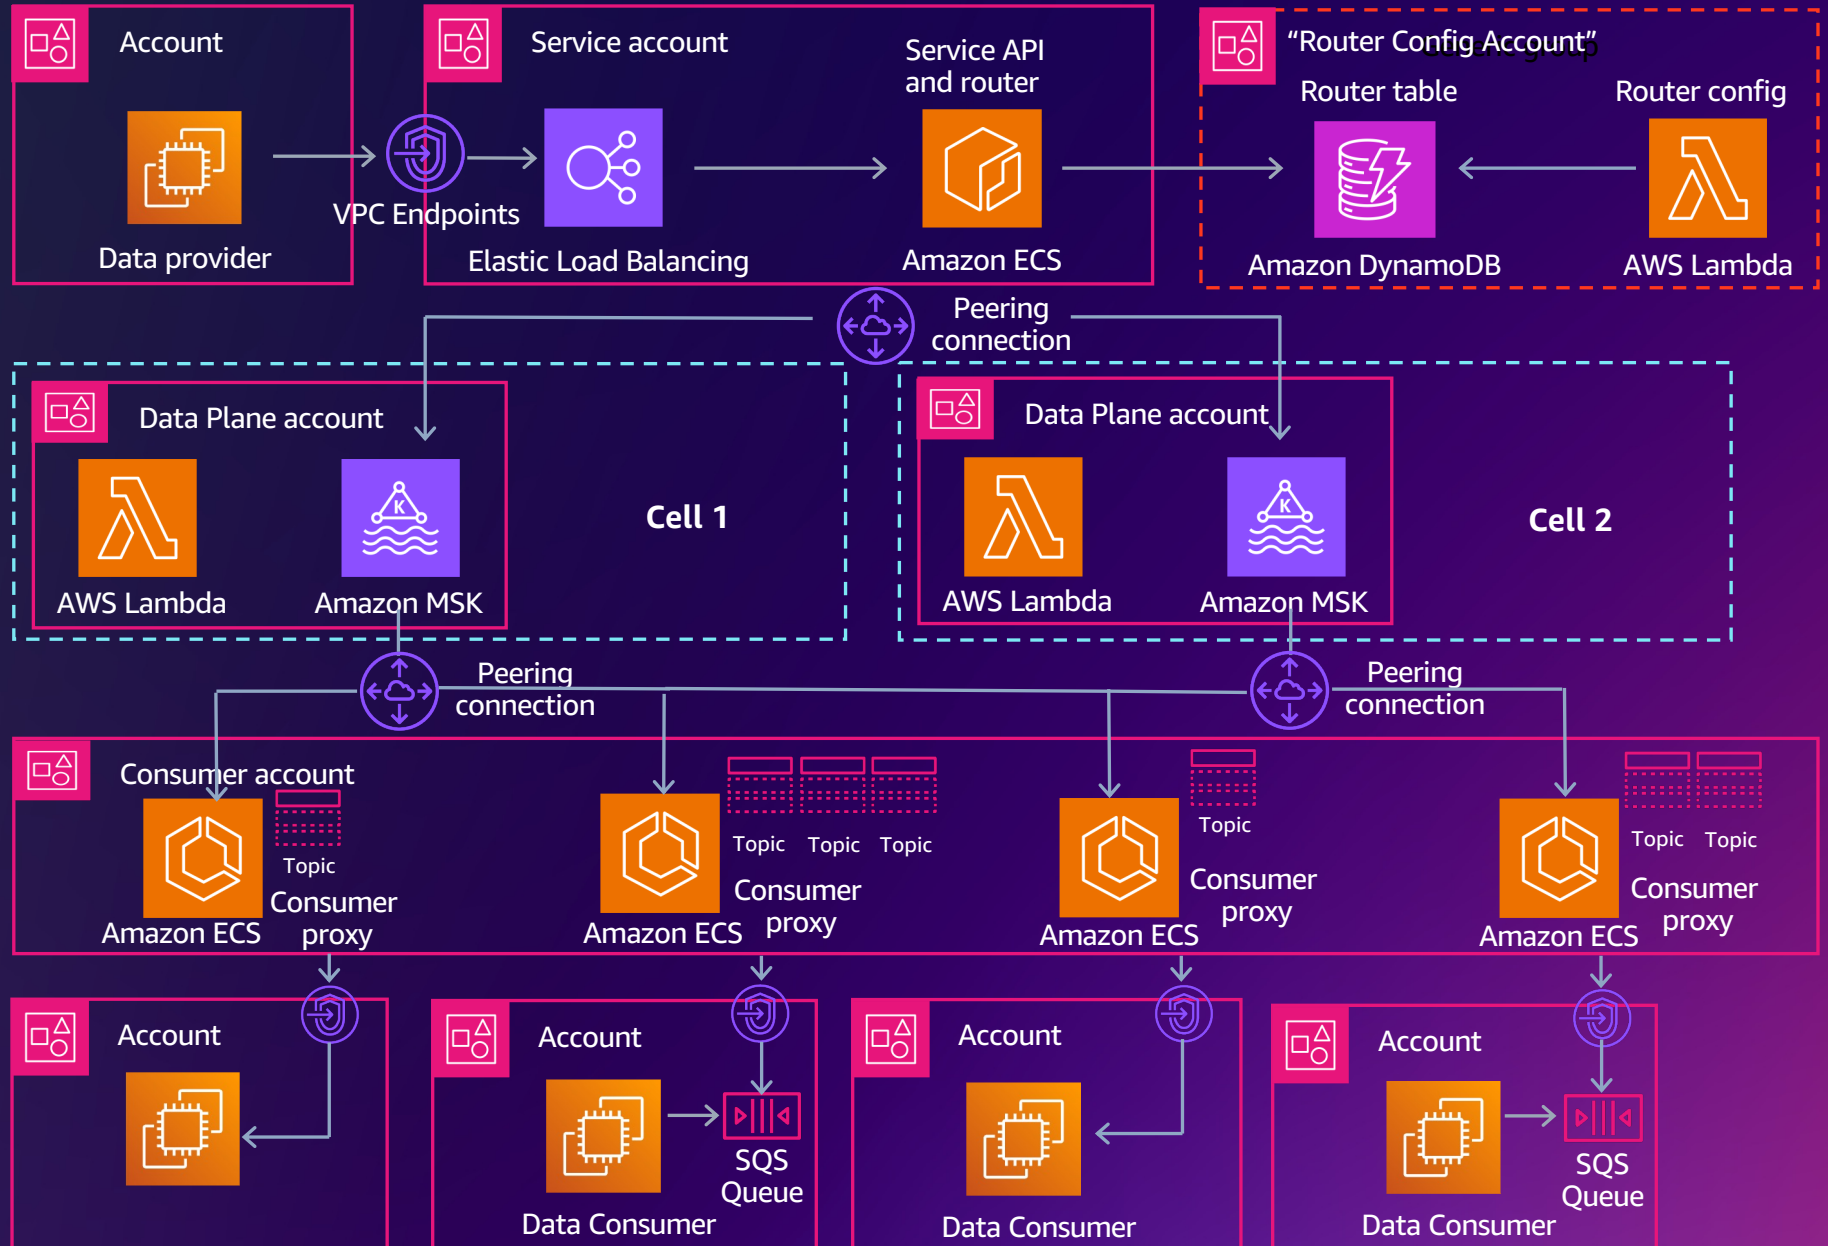 Account
Service account
Service API
and router
“Router Config Account”
Router table
Router config
VPC Endpoints
Data provider
Elastic Load Balancing
Amazon ECS
Amazon DynamoDB
AWS Lambda
Peering
connection
Data Plane account
K
AWS Lambda
Amazon MSK
Cell 1
Data Plane account
K
AWS Lambda
Amazon MSK
Cell 2
Peering
connection
Peering
connection
Consumer account
Topic
Consumer
proxy
Amazon ECS
Topic
Topic
Topic
Consumer
proxy
Amazon ECS
Topic
Consumer
proxy
Amazon ECS
Topic
Topic
Consumer
proxy
Amazon ECS
Account
Account
SQS
Queue
Data Consumer
Account
Data Consumer
Account
SQS
Queue
Data Consumer